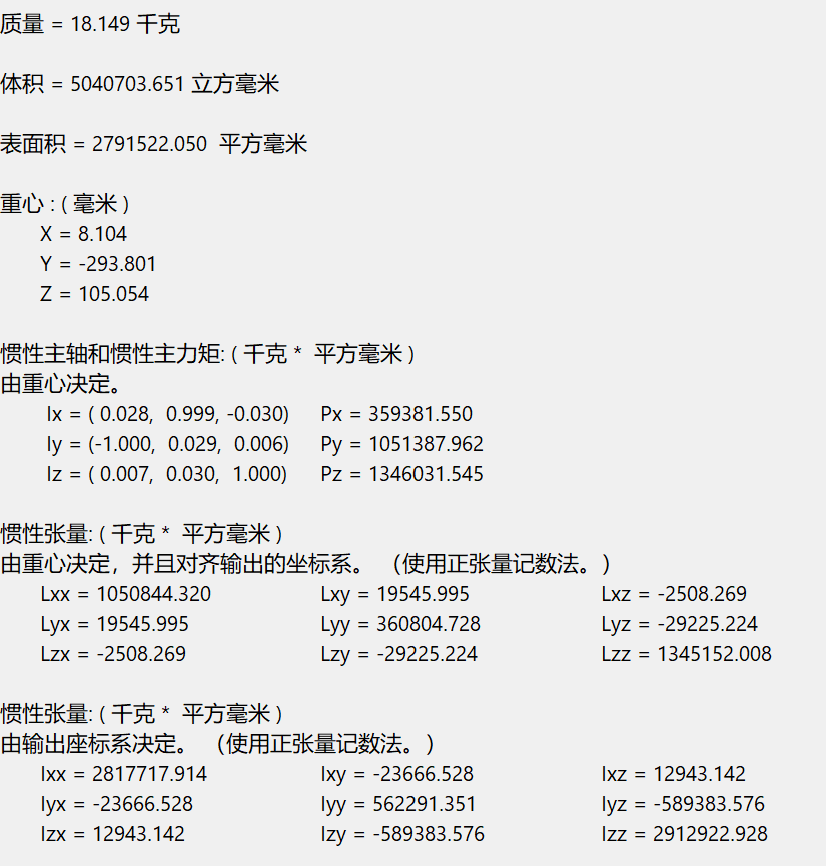 质量 = 18.149 千克
体积 = 5040703.651 立方毫米
表面积 = 2791522.050 平方毫米
重心 : ( 毫米 )
X = 8.104
Y = -293.801
Z = 105.054
惯性主轴和惯性主力矩: ( 千克 * 平方毫米 )
由重心决定。
Ix = ( 0.028, 0.999, -0.030) Px = 359381.550
Iy = (-1.000, 0.029, 0.006) Py = 1051387.962
Iz = ( 0.007, 0.030, 1.000) Pz = 1346031.545
惯性张量: ( 千克 * 平方毫米 )
由重心决定，并且对齐输出的坐标系。 （使用正张量记数法。）
Lxx = 1050844.320 Lxy = 19545.995 Lxz = -2508.269
Lyx = 19545.995 Lyy = 360804.728 Lyz = -29225.224
Lzx = -2508.269 Lzy = -29225.224 Lzz = 1345152.008
惯性张量: ( 千克 * 平方毫米 )
由输出座标系决定。 （使用正张量记数法。）
Ixx = 2817717.914 Ixy = -23666.528 Ixz = 12943.142
Iyx = -23666.528 Iyy = 562291.351 Iyz = -589383.576
Izx = 12943.142 Izy = -589383.576 Izz = 2912922.928